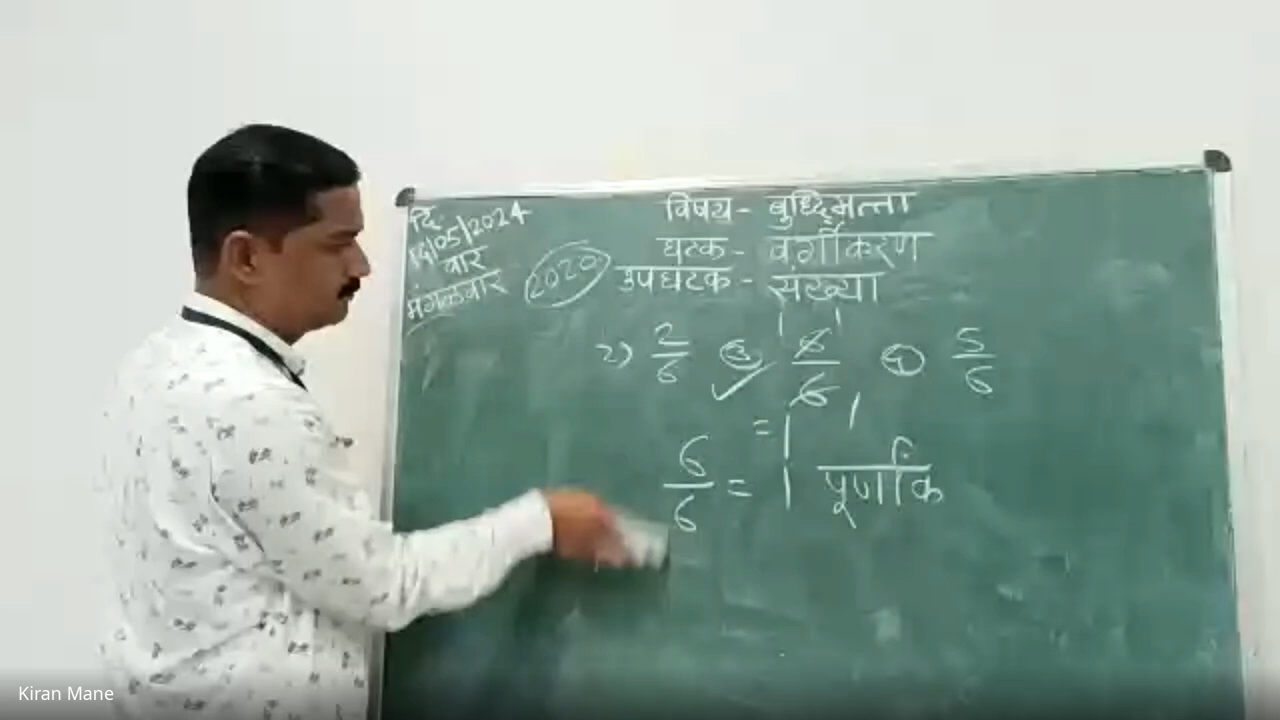 दि.
14/05/2024
वार
मंगळवार
2020
विषय - बुध्दिमत्ता
घटक - वर्गीकरण
उपघटक - संख्या
2) 2/6 ③ 6/6 ④ 5/6
= 1
6/6 = 1 पूर्णांक
Kiran Mane